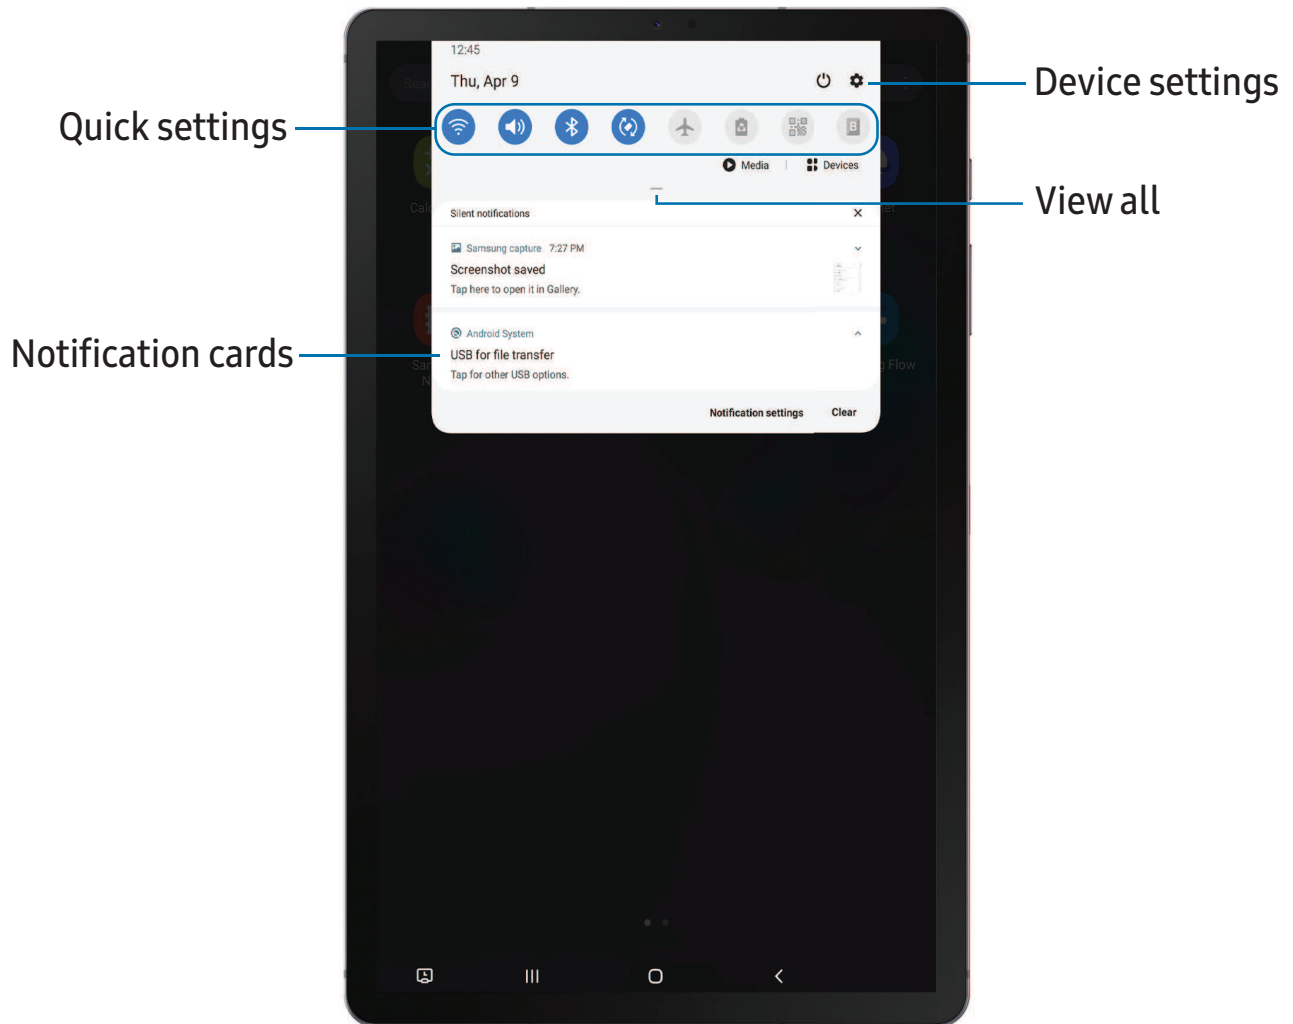 12:45
Thu, Apr 9
Device settings
Quick settings
Media
Devices
View all
Silent notifications
Samsung capture 7:27 PM
Screenshot saved
Tap here to open it in Gallery.
Android System
Notification cards
USB for file transfer
Tap for other USB options.
Flow
Notification settings
Clear